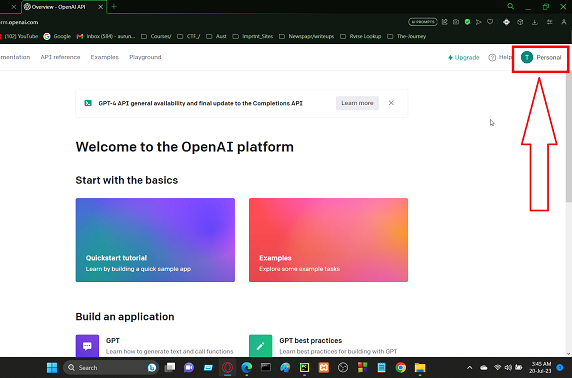 Overview - OpenAI API
rm.openai.com
AI PROMPTS
(102) YouTube
Google
Inbox (30) - aurun...
Courses/
CTF_/
Aust
Imprint_Sites
Newspapr/writeups
Rvrse Lookup
The-Journey
mentation
API reference
Examples
Playground
Upgrade
Help
T
Personal
GPT-4 API general availability and final update to the Completions API
Learn more
Welcome to the OpenAI platform
Start with the basics
Quickstart tutorial
Learn by building a quick sample app
Examples
Explore some example tasks
Build an application
GPT
Learn how to generate text and call functions
GPT best practices
Learn best practices for building with GPT
Search
3:45 AM
20-Jul-23